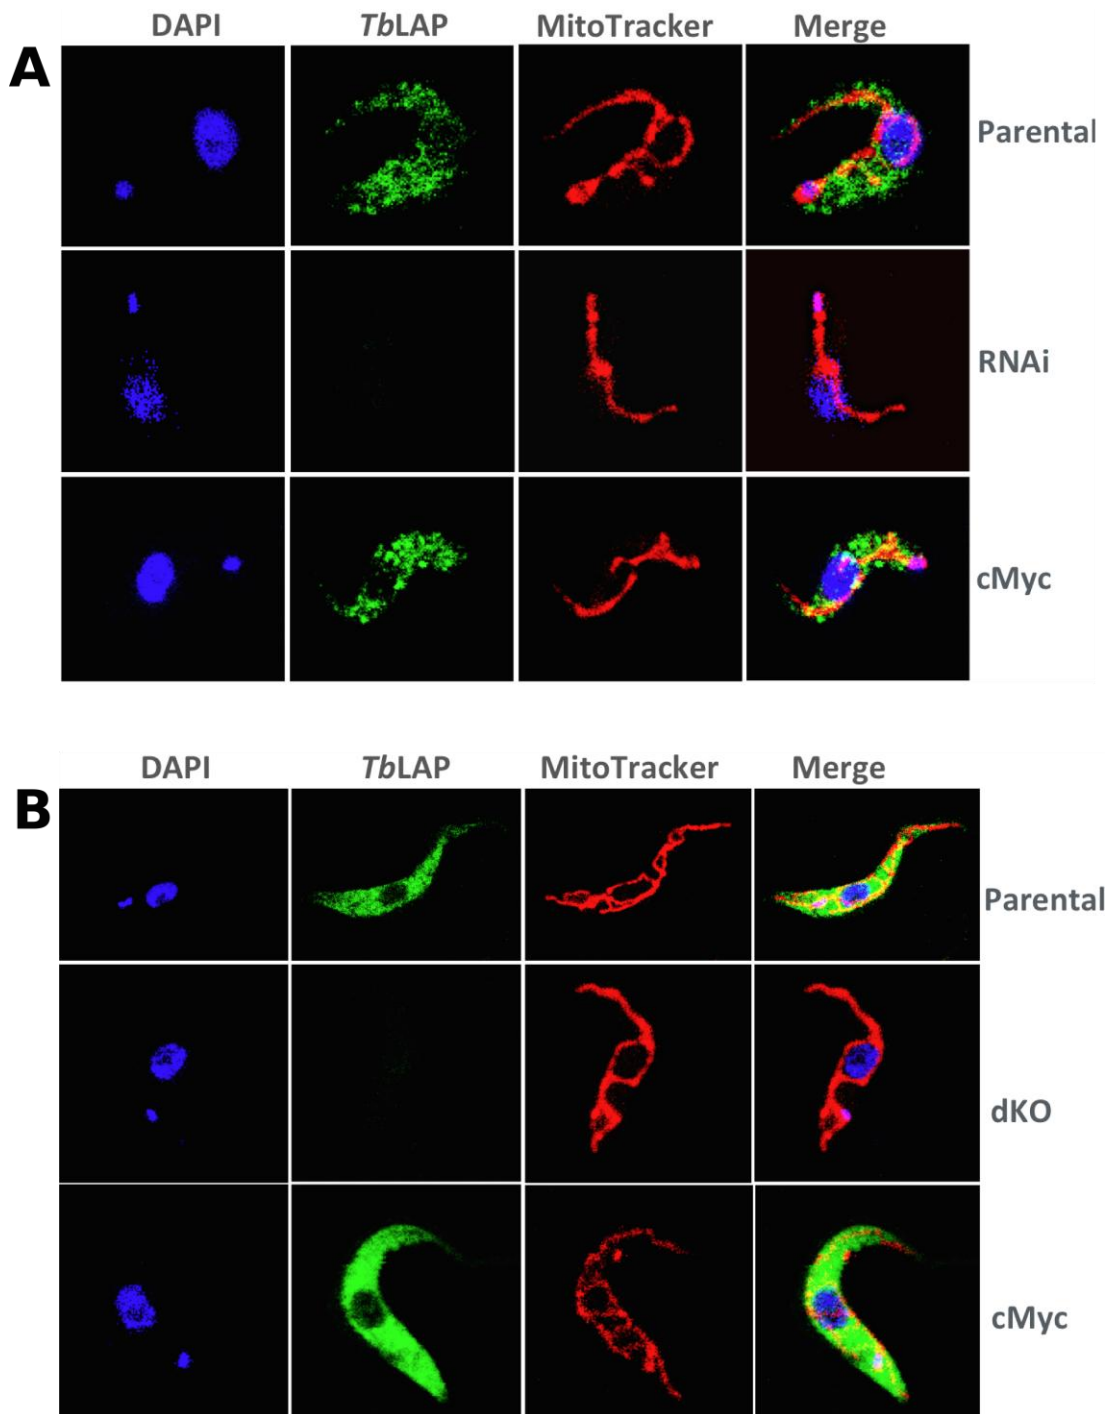 DAPI TbLAP MitoTracker Merge
A
Parental
RNAi
cMyc
DAPI TbLAP MitoTracker Merge
B
Parental
dKO
cMyc